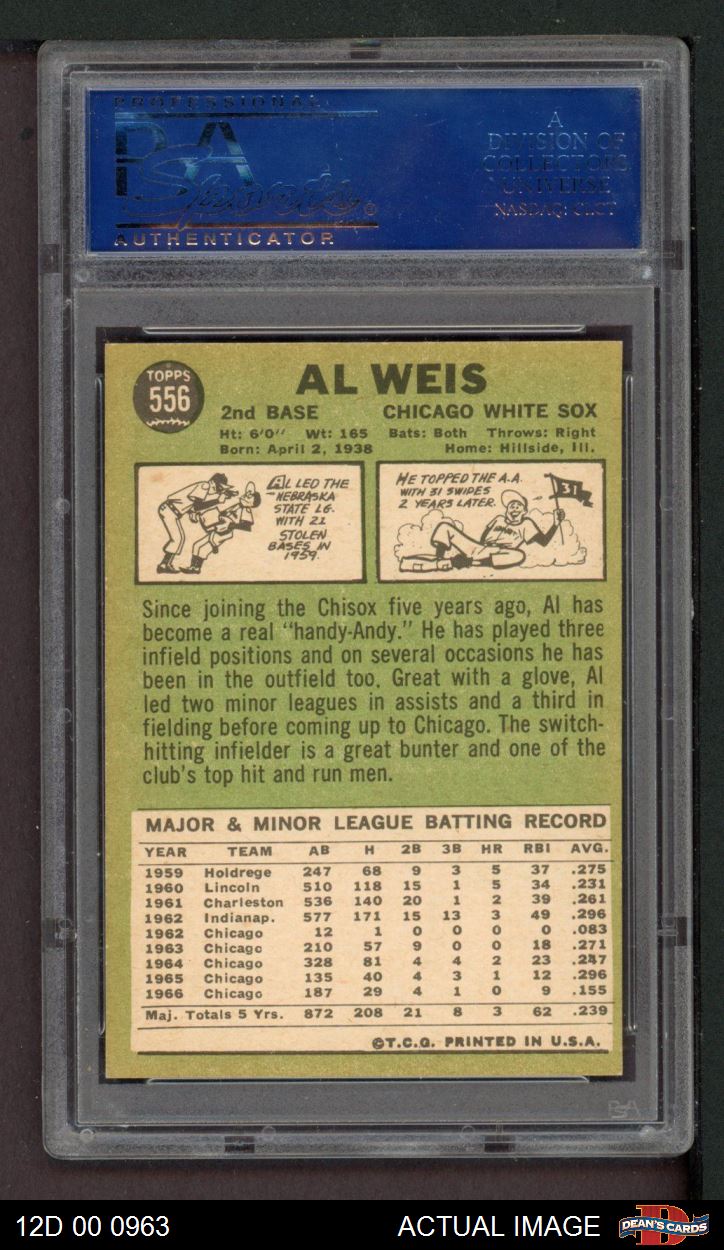 PROFESSIONAL
PSA
Sports®
AUTHENTICATOR
A
DIVISION OF
COLLECTORS
UNIVERSE
NASDAQ: CLCT
TOPPS
556
AL WEIS
2nd BASE CHICAGO WHITE SOX
Ht: 6'0" Wt: 165 Bats: Both Throws: Right
Born: April 2, 1938 Home: Hillside, Ill.
AL LED THE
NEBRASKA
STATE LG.
WITH 21
STOLEN
BASES IN
1959.
HE TOPPED THE A.A.
WITH 31 SWIPES
2 YEARS LATER.
31
Since joining the Chisox five years ago, Al has
become a real "handy-Andy." He has played three
infield positions and on several occasions he has
been in the outfield too. Great with a glove, Al
led two minor leagues in assists and a third in
fielding before coming up to Chicago. The switch-
hitting infielder is a great bunter and one of the
club's top hit and run men.
MAJOR & MINOR LEAGUE BATTING RECORD
YEAR TEAM AB H 2B 3B HR RBI AVG.
1959 Holdrege 247 68 9 3 5 37 .275
1960 Lincoln 510 118 15 1 5 34 .231
1961 Charleston 536 140 20 1 2 39 .261
1962 Indianap. 577 171 15 13 3 49 .296
1962 Chicago 12 1 0 0 0 0 .083
1963 Chicago 210 57 9 0 0 18 .271
1964 Chicago 328 81 4 4 2 23 .247
1965 Chicago 135 40 4 3 1 12 .296
1966 Chicago 187 29 4 1 0 9 .155
Maj. Totals 5 Yrs. 872 208 21 8 3 62 .239
©T.C.G. PRINTED IN U.S.A.
PSA
12D 00 0963 ACTUAL IMAGE DEAN'S CARDS